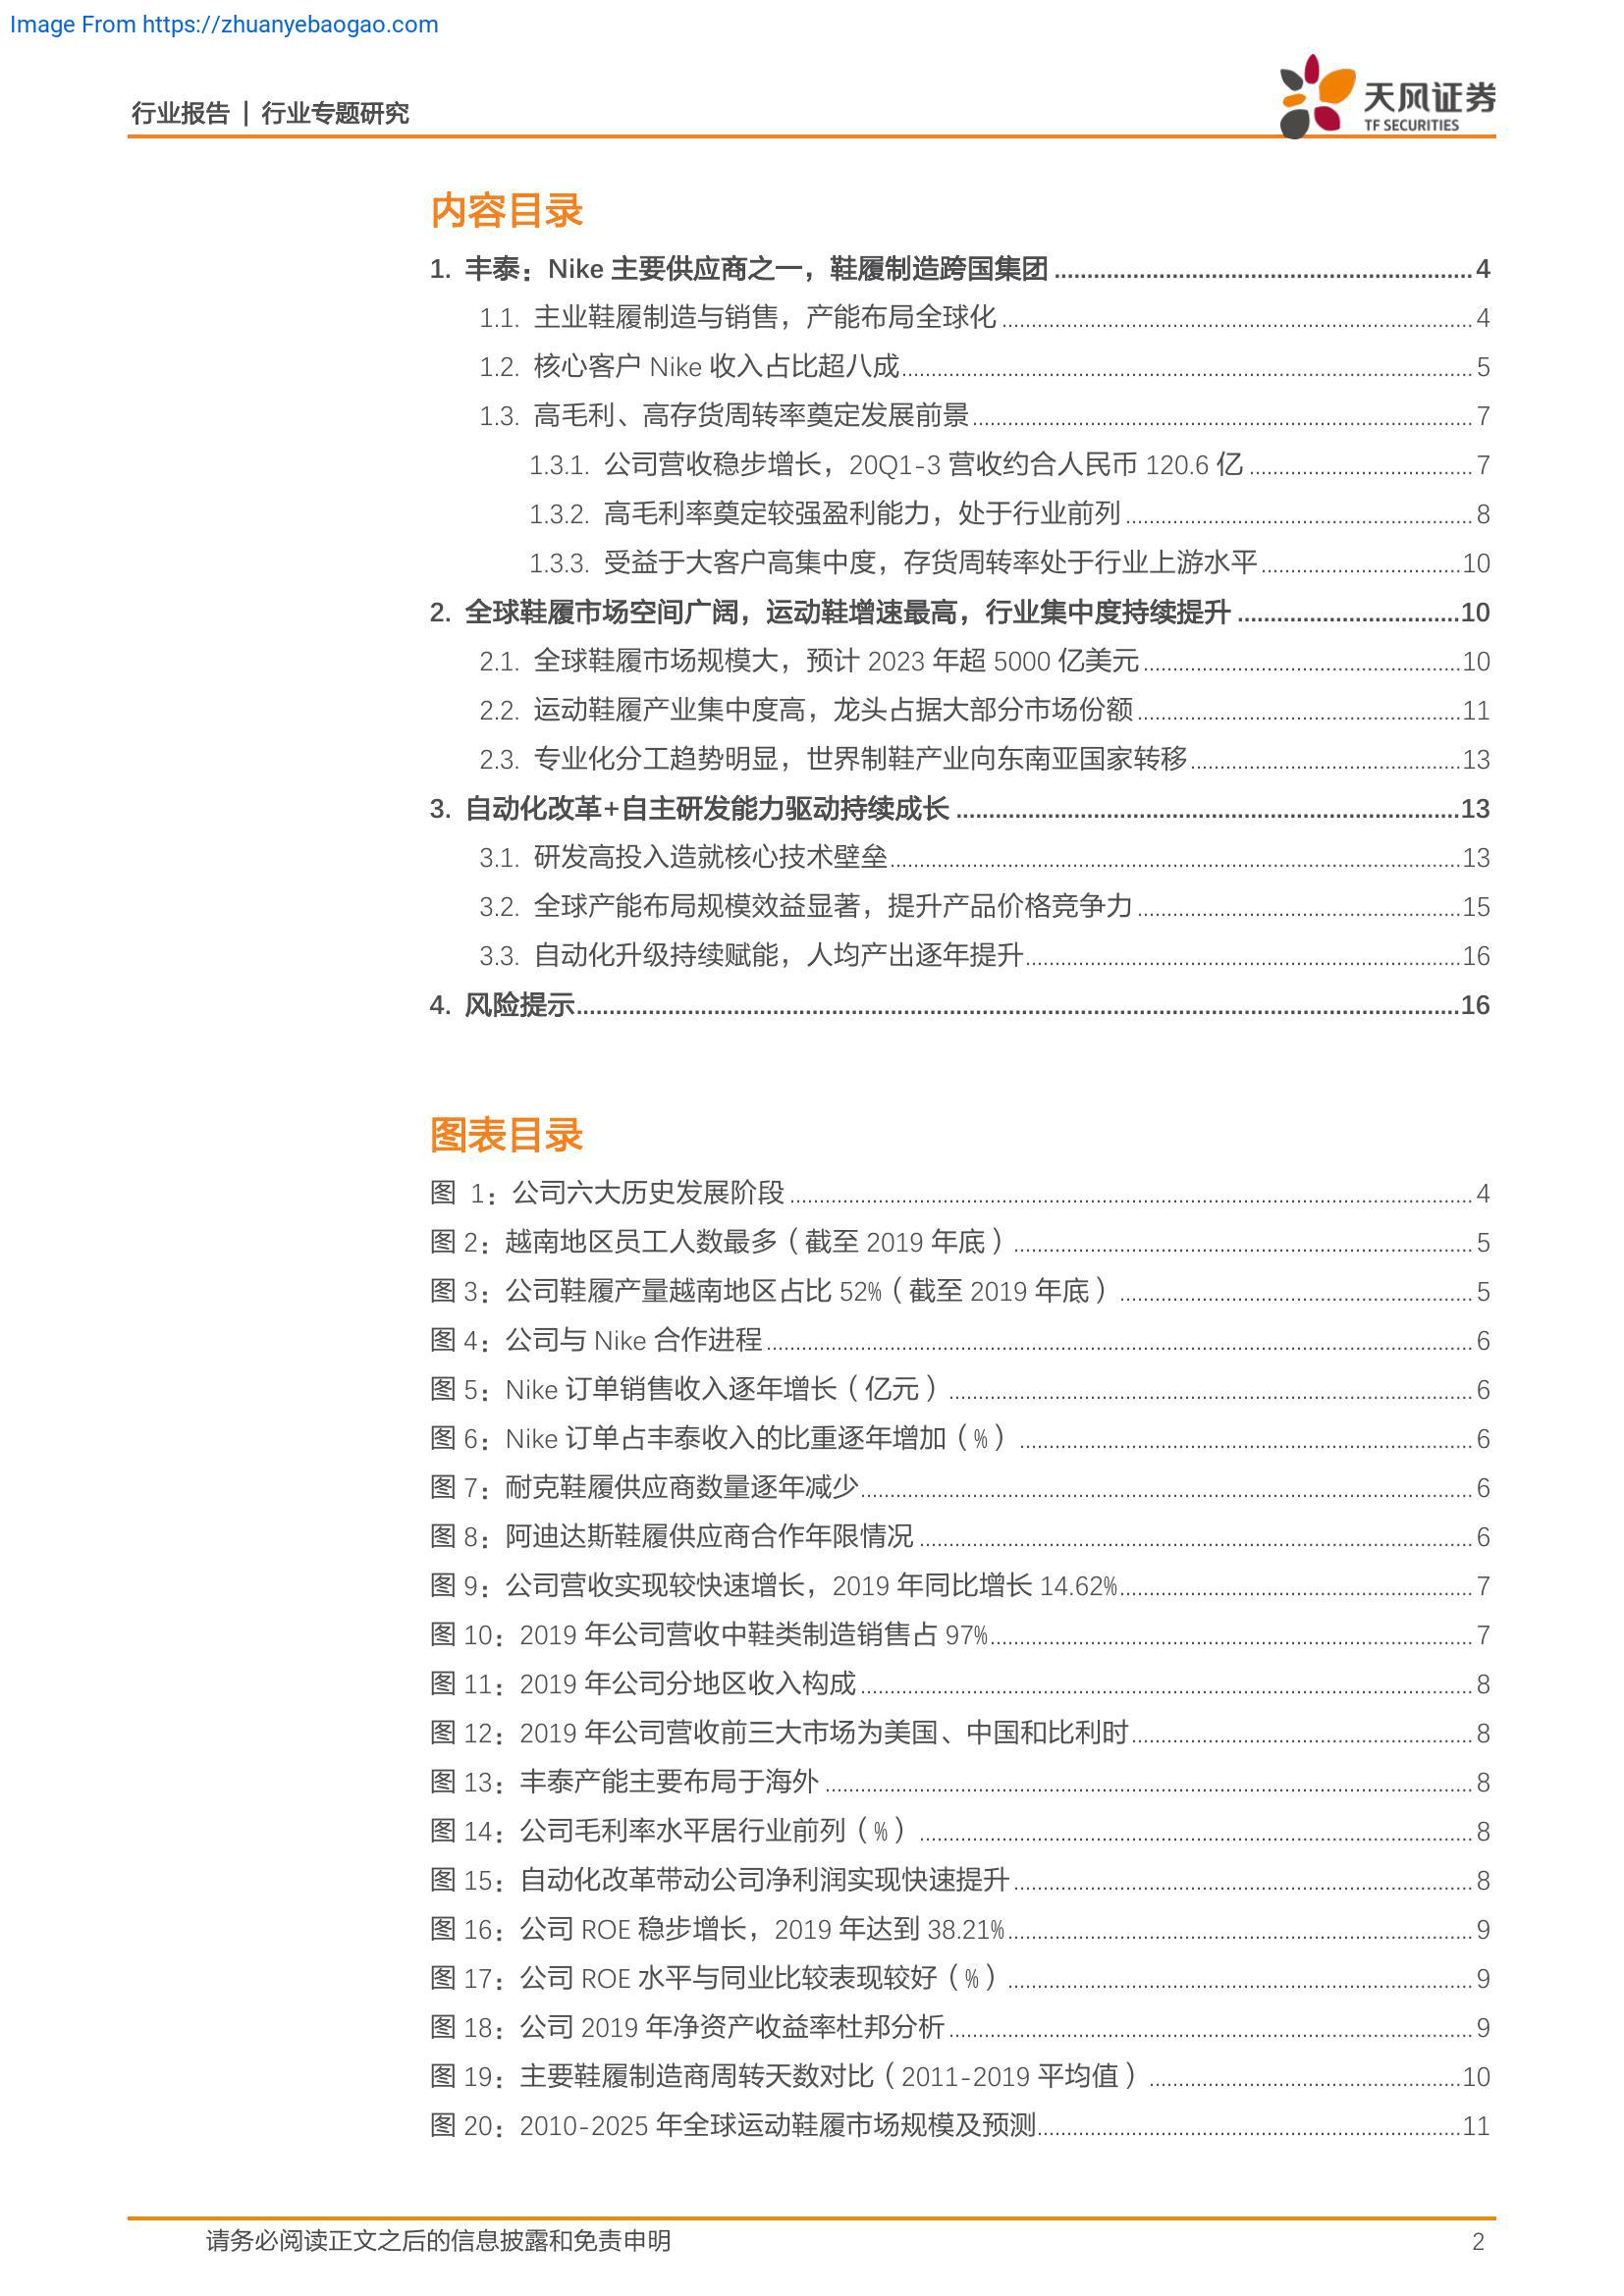 Image From https://zhuanyebaogao.com
行业报告 | 行业专题研究
天风证券
TF SECURITIES
内容目录
1. 丰泰：Nike 主要供应商之一，鞋履制造跨国集团 ........ 4
1.1. 主业鞋履制造与销售，产能布局全球化 ........ 4
1.2. 核心客户 Nike 收入占比超八成 ........ 5
1.3. 高毛利、高存货周转率奠定发展前景 ........ 7
1.3.1. 公司营收稳步增长，20Q1-3 营收约合人民币 120.6 亿 ........ 7
1.3.2. 高毛利率奠定较强盈利能力，处于行业前列 ........ 8
1.3.3. 受益于大客户高集中度，存货周转率处于行业上游水平 ........ 10
2. 全球鞋履市场空间广阔，运动鞋增速最高，行业集中度持续提升 ........ 10
2.1. 全球鞋履市场规模大，预计 2023 年超 5000 亿美元 ........ 10
2.2. 运动鞋履产业集中度高，龙头占据大部分市场份额 ........ 11
2.3. 专业化分工趋势明显，世界制鞋产业向东南亚国家转移 ........ 13
3. 自动化改革+自主研发能力驱动持续成长 ........ 13
3.1. 研发高投入造就核心技术壁垒 ........ 13
3.2. 全球产能布局规模效益显著，提升产品价格竞争力 ........ 15
3.3. 自动化升级持续赋能，人均产出逐年提升 ........ 16
4. 风险提示 ........ 16
图表目录
图 1：公司六大历史发展阶段 ........ 4
图 2：越南地区员工人数最多（截至 2019 年底） ........ 5
图 3：公司鞋履产量越南地区占比 52%（截至 2019 年底） ........ 5
图 4：公司与 Nike 合作进程 ........ 6
图 5：Nike 订单销售收入逐年增长（亿元） ........ 6
图 6：Nike 订单占丰泰收入的比重逐年增加（%） ........ 6
图 7：耐克鞋履供应商数量逐年减少 ........ 6
图 8：阿迪达斯鞋履供应商合作年限情况 ........ 6
图 9：公司营收实现较快速增长，2019 年同比增长 14.62% ........ 7
图 10：2019 年公司营收中鞋类制造销售占 97% ........ 7
图 11：2019 年公司分地区收入构成 ........ 8
图 12：2019 年公司营收前三大市场为美国、中国和比利时 ........ 8
图 13：丰泰产能主要布局于海外 ........ 8
图 14：公司毛利率水平居行业前列（%） ........ 8
图 15：自动化改革带动公司净利润实现快速提升 ........ 8
图 16：公司 ROE 稳步增长，2019 年达到 38.21% ........ 9
图 17：公司 ROE 水平与同业比较表现较好（%） ........ 9
图 18：公司 2019 年净资产收益率杜邦分析 ........ 9
图 19：主要鞋履制造商周转天数对比（2011-2019 平均值） ........ 10
图 20：2010-2025 年全球运动鞋履市场规模及预测 ........ 11
请务必阅读正文之后的信息披露和免责申明
2